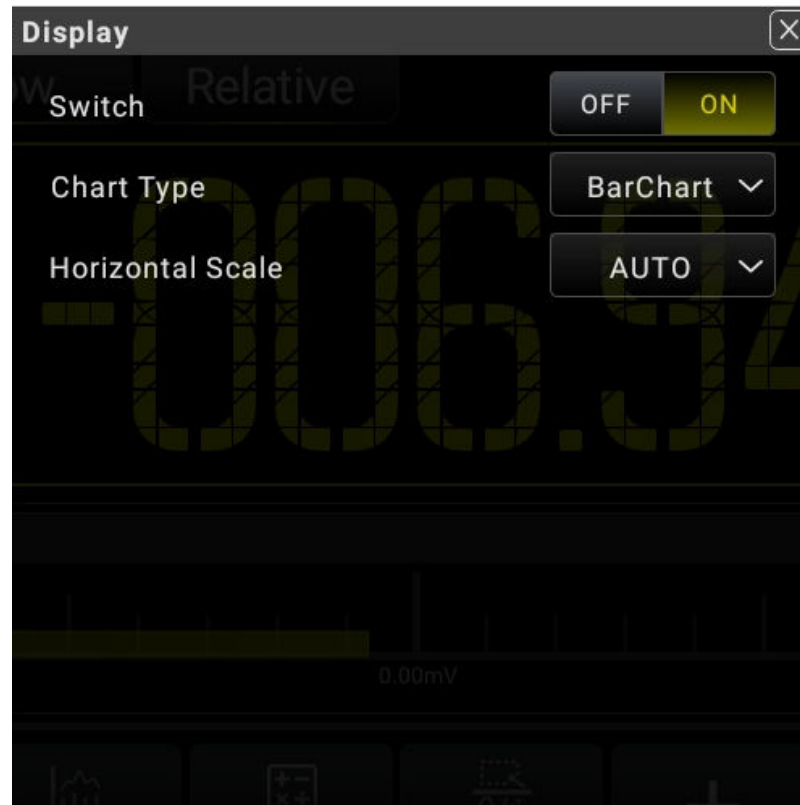 Display
Relative
Switch OFF ON
Chart Type BarChart
Horizontal Scale AUTO
-006.94
0.00mV